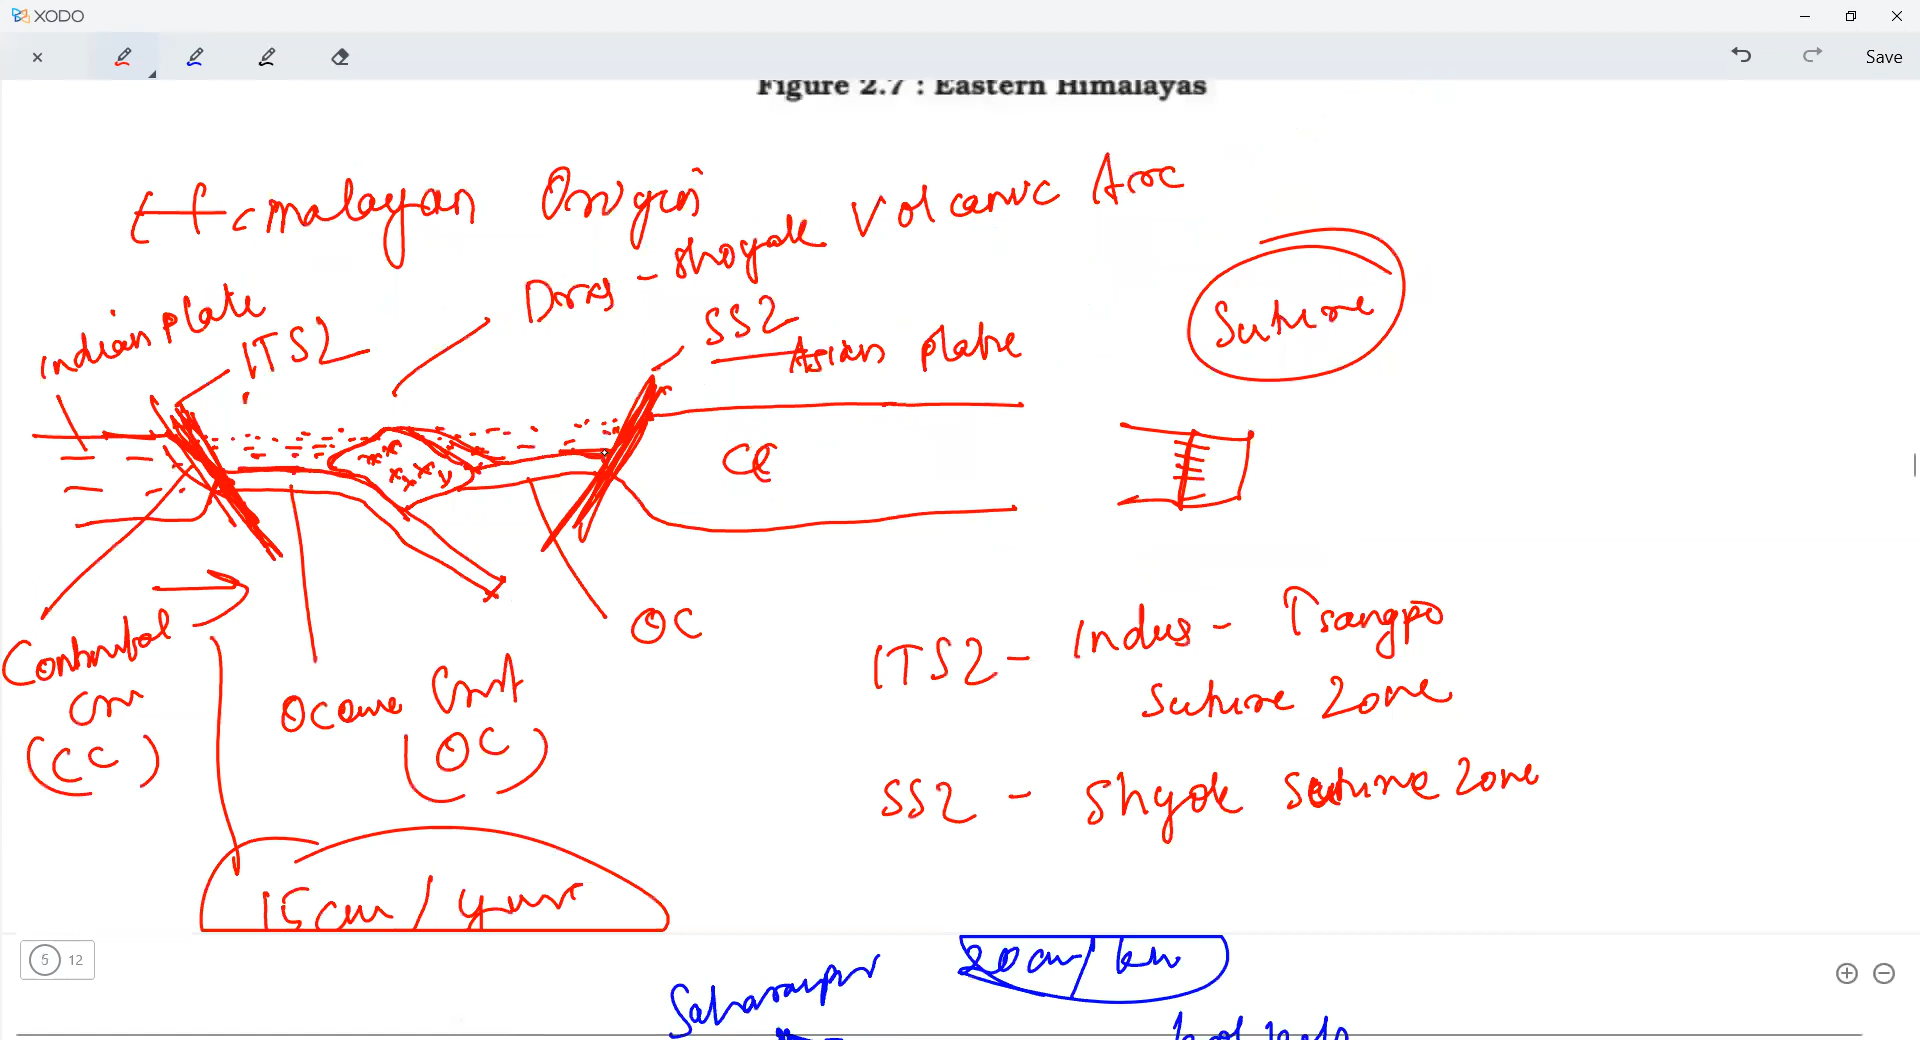 XODO
Save
Figure 2.7 : Eastern Himalayas
Himalayan Origin
Dras - Shyok Volcanic Arc
Suture
Indian plate
ITSZ
SSZ
Asian plate
CC
OC
Continental
(CC)
Oceanic Crust
(OC)
ITSZ - Indus - Tsangpo
Suture Zone
SSZ - Shyok Suture Zone
15cm/year
5 12
Saharanpur
20cm/km